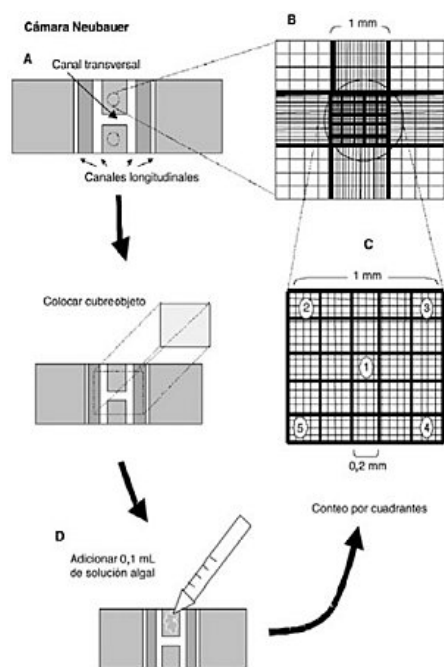 Cámara Neubauer
A
Canal transversal
Canales longitudinales
B
1 mm
C
1 mm
2
3
1
5
4
0,2 mm
Colocar cubreobjeto
D
Adicionar 0,1 mL
de solución algal
Conteo por cuadrantes